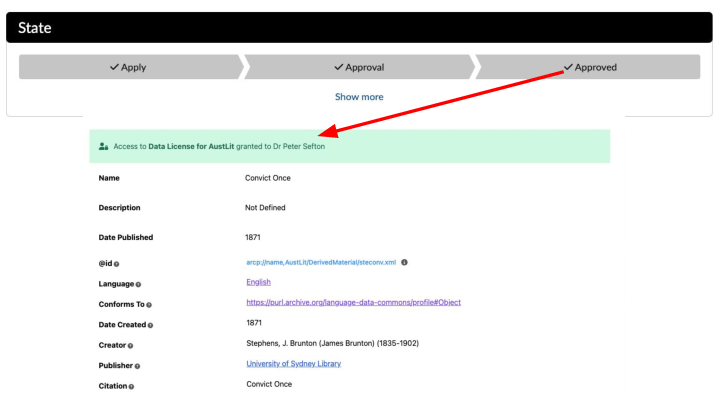 State
✓ Apply
✓ Approval
✓ Approved
Show more
Access to Data License for AustLit granted to Dr Peter Sefton
Name Convict Once
Description Not Defined
Date Published 1871
@id arcp://name,AustLit/DerivedMaterial/steconv.xml
Language English
Conforms To https://purl.archive.org/language-data-commons/profile#Object
Date Created 1871
Creator Stephens, J. Brunton (James Brunton) (1835-1902)
Publisher University of Sydney Library
Citation Convict Once